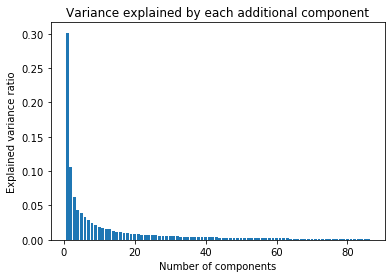 Variance explained by each additional component
0.30
0.25
0.20
0.15
0.10
0.05
0.00
Explained variance ratio
0 20 40 60 80
Number of components